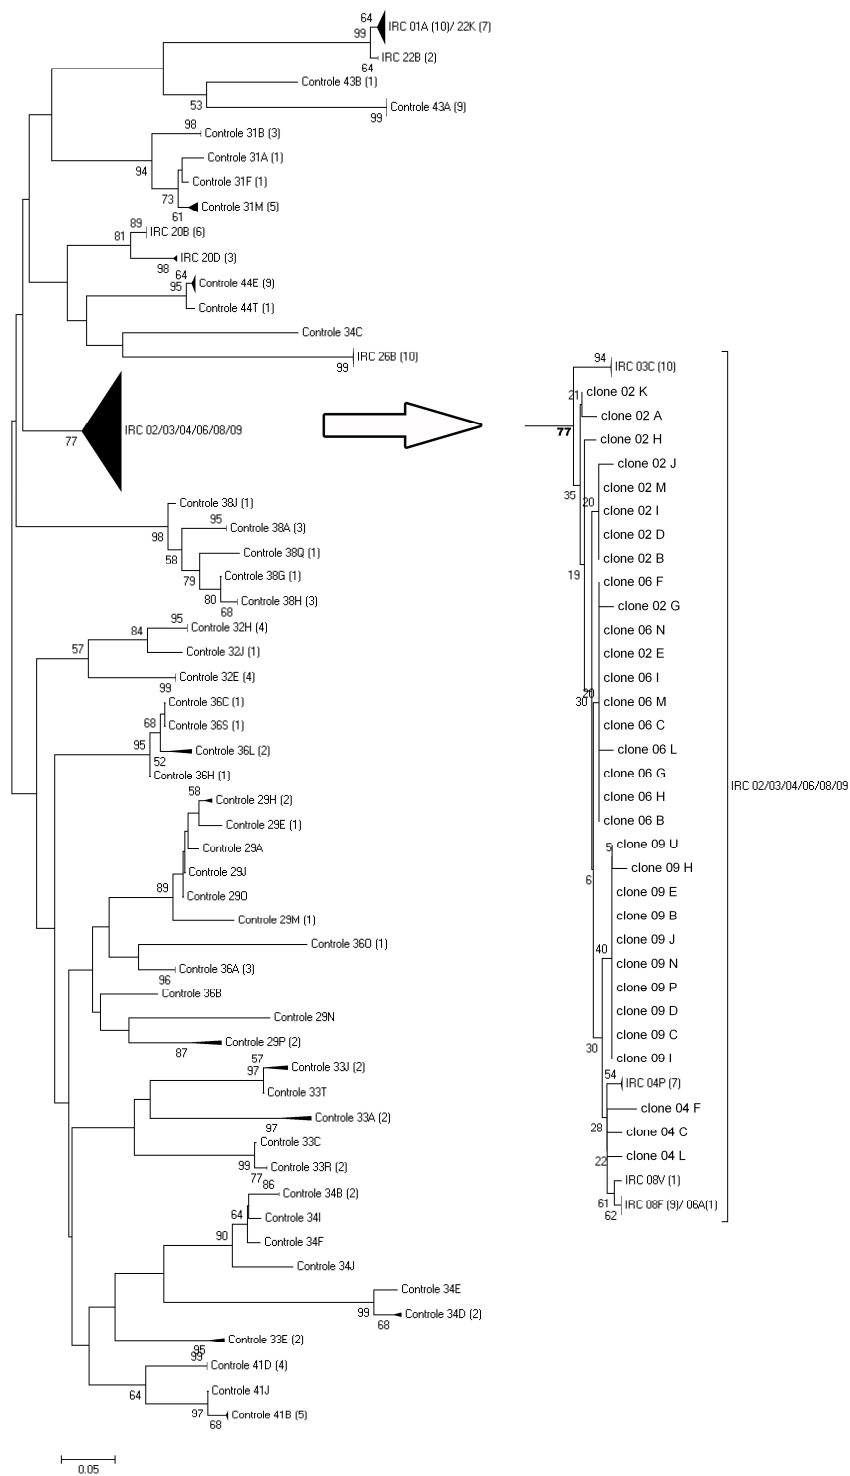 64
99
IRC 01A (10)/ 22K (7)
IRC 22B (2)
64
Controle 43B (1)
53
Controle 43A (9)
99
98
Controle 31B (3)
94
Controle 31A (1)
Controle 31F (1)
73
Controle 31M (5)
61
89
IRC 20B (6)
81
IRC 20D (3)
98
64
Controle 44E (9)
95
Controle 44T (1)
Controle 34C
IRC 26B (10)
99
IRC 02/03/04/06/08/09
77
Controle 38J (1)
95
Controle 38A (3)
98
Controle 38Q (1)
58
79
Controle 38G (1)
80
Controle 38H (3)
68
95
Controle 32H (4)
84
57
Controle 32J (1)
Controle 32E (4)
99
Controle 36C (1)
68
Controle 36S (1)
95
Controle 36L (2)
52
Controle 36H (1)
58
Controle 29H (2)
Controle 29E (1)
Controle 29A
Controle 29J
89
Controle 29O
Controle 29M (1)
Controle 36O (1)
Controle 36A (3)
96
Controle 36B
Controle 29N
Controle 29P (2)
87
57
Controle 33J (2)
97
Controle 33T
Controle 33A (2)
97
Controle 33C
99
Controle 33R (2)
77
86
Controle 34B (2)
64
Controle 34I
90
Controle 34F
Controle 34J
Controle 34E
99
Controle 34D (2)
68
Controle 33E (2)
95
99
Controle 41D (4)
64
Controle 41J
97
Controle 41B (5)
68
0.05
94
IRC 03C (10)
21
clone 02 K
clone 02 A
77
clone 02 H
clone 02 J
35
clone 02 M
20
clone 02 I
clone 02 D
clone 02 B
19
clone 06 F
clone 02 G
clone 06 N
clone 02 E
clone 06 I
20
30
clone 06 M
clone 06 C
clone 06 L
clone 06 G
clone 06 H
IRC 02/03/04/06/08/09
clone 06 B
5
clone 09 U
clone 09 H
6
clone 09 E
clone 09 B
clone 09 J
40
clone 09 N
clone 09 P
clone 09 D
clone 09 C
30
clone 09 I
54
IRC 04P (7)
clone 04 F
28
clone 04 C
22
clone 04 L
IRC 08V (1)
61
IRC 08F (9)/ 06A(1)
62